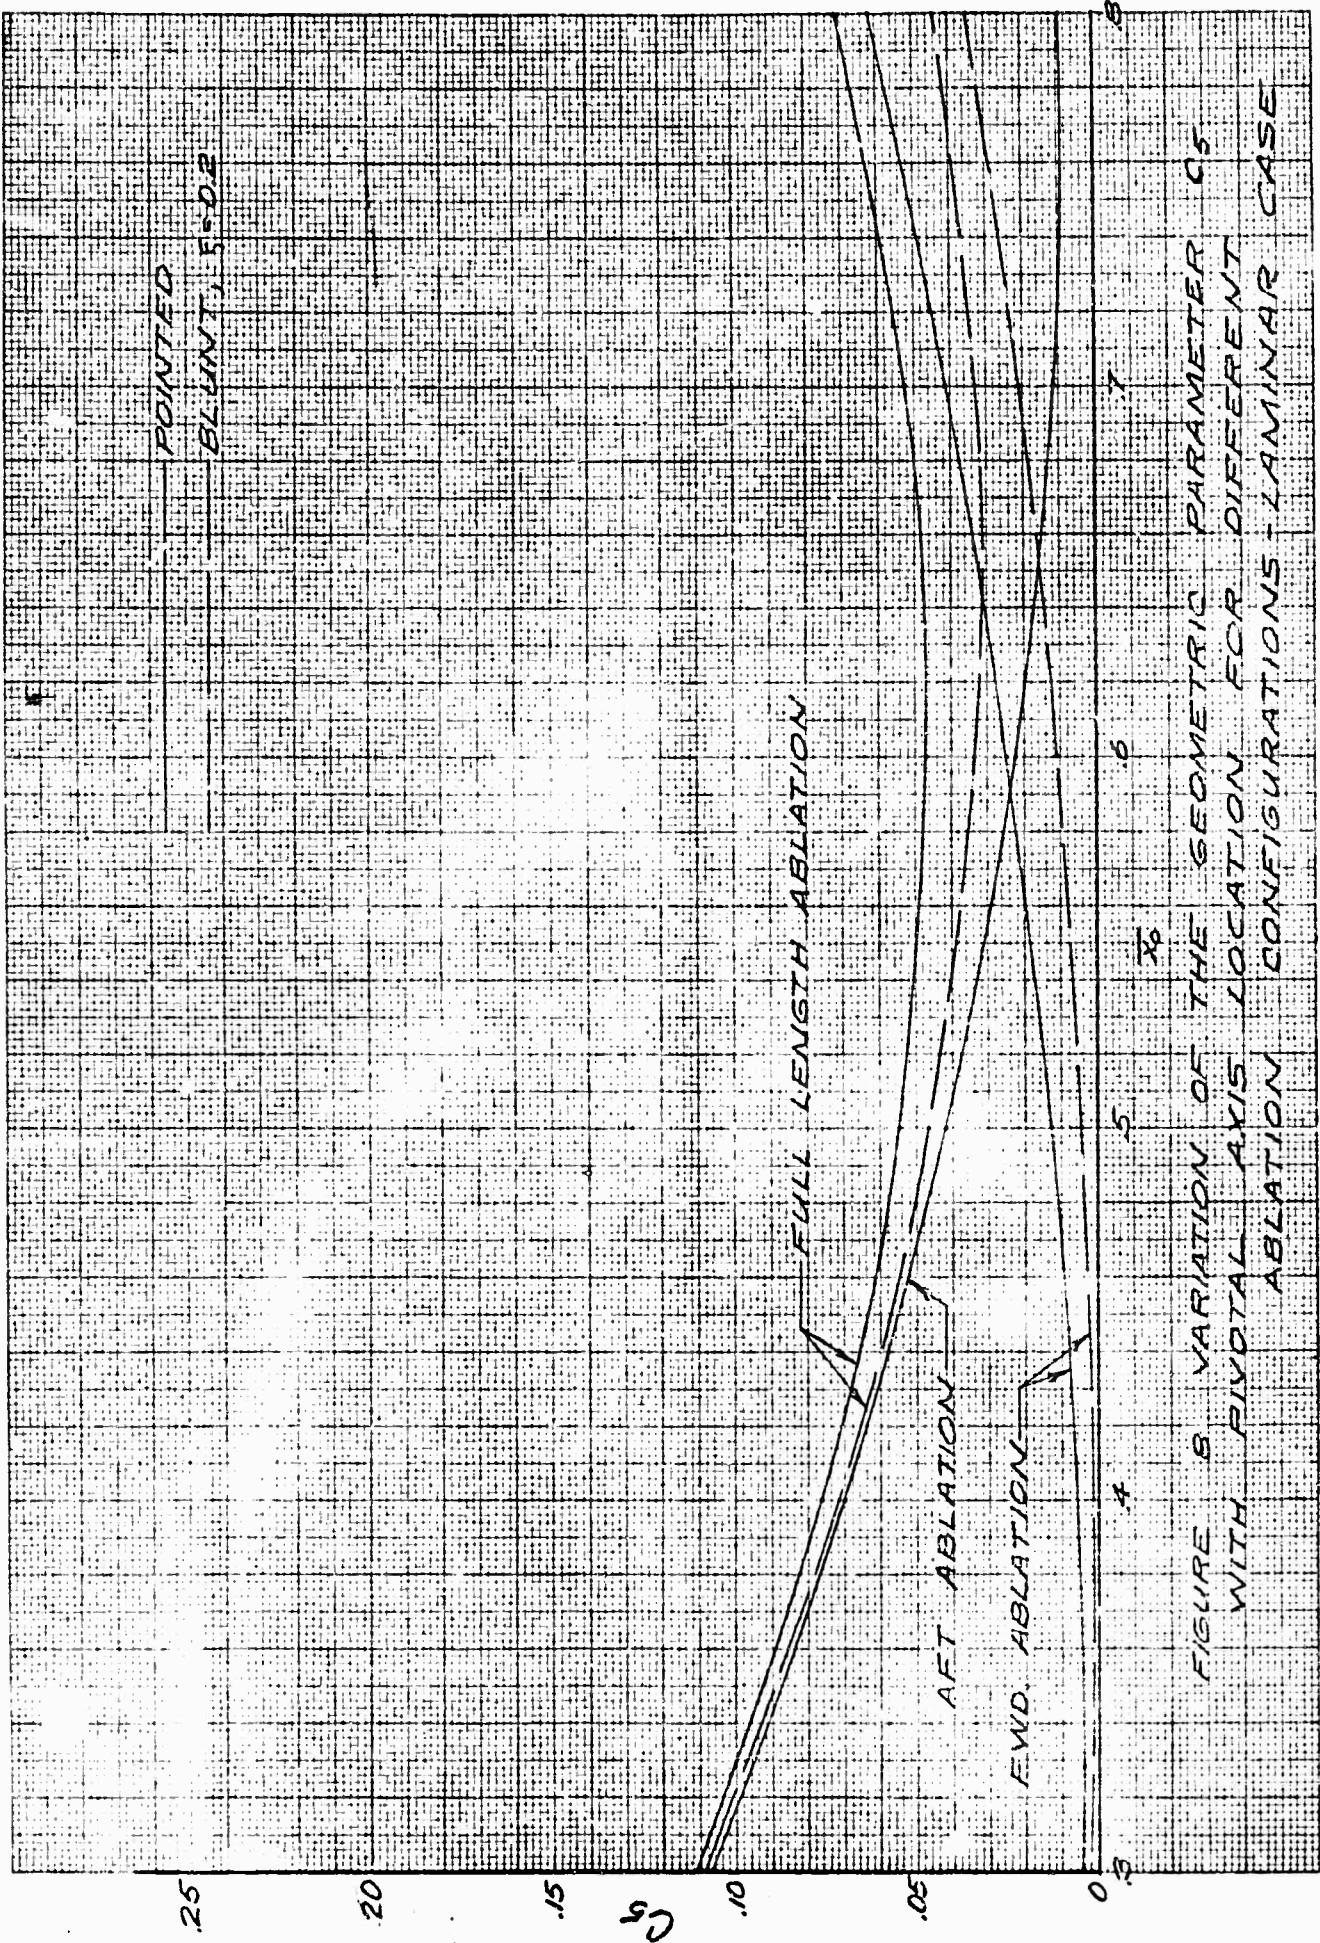 POINTED
BLUNT, ξ=0.2
FULL LENGTH ABLATION
AFT ABLATION
FWD. ABLATION
C5
.25
.20
.15
.10
.05
0
.3
.4
.5
.6
.7
.8
X̄o
FIGURE 8 VARIATION OF THE GEOMETRIC PARAMETER C5
WITH PIVOTAL AXIS LOCATION FOR DIFFERENT
ABLATION CONFIGURATIONS - LAMINAR CASE